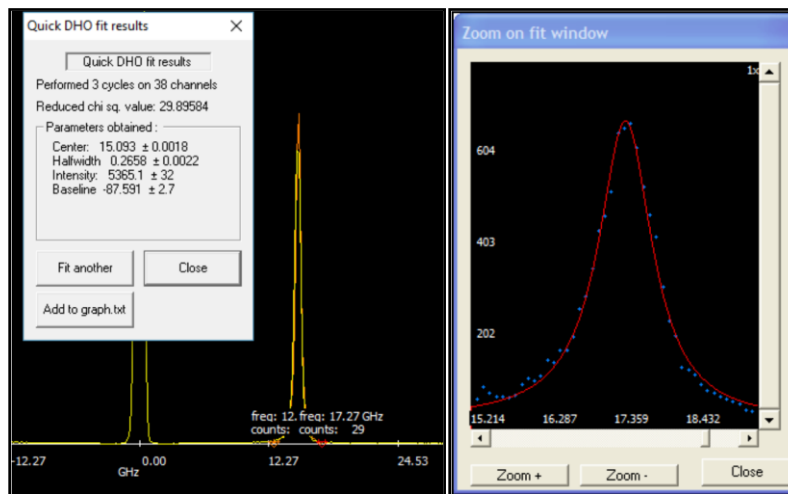 Quick DHO fit results
Quick DHO fit results
Performed 3 cycles on 38 channels
Reduced chi sq. value: 29.89584
Parameters obtained :
Center: 15.093 ± 0.0018
Halfwidth 0.2658 ± 0.0022
Intensity: 5365.1 ± 32
Baseline -87.591 ± 2.7
Fit another
Close
Add to graph.txt
freq: 12. freq: 17.27 GHz
counts: counts: 29
-12.27
0.00
12.27
24.53
GHz
Zoom on fit window
1x
604
403
202
15.214
16.287
17.359
18.432
Zoom +
Zoom -
Close